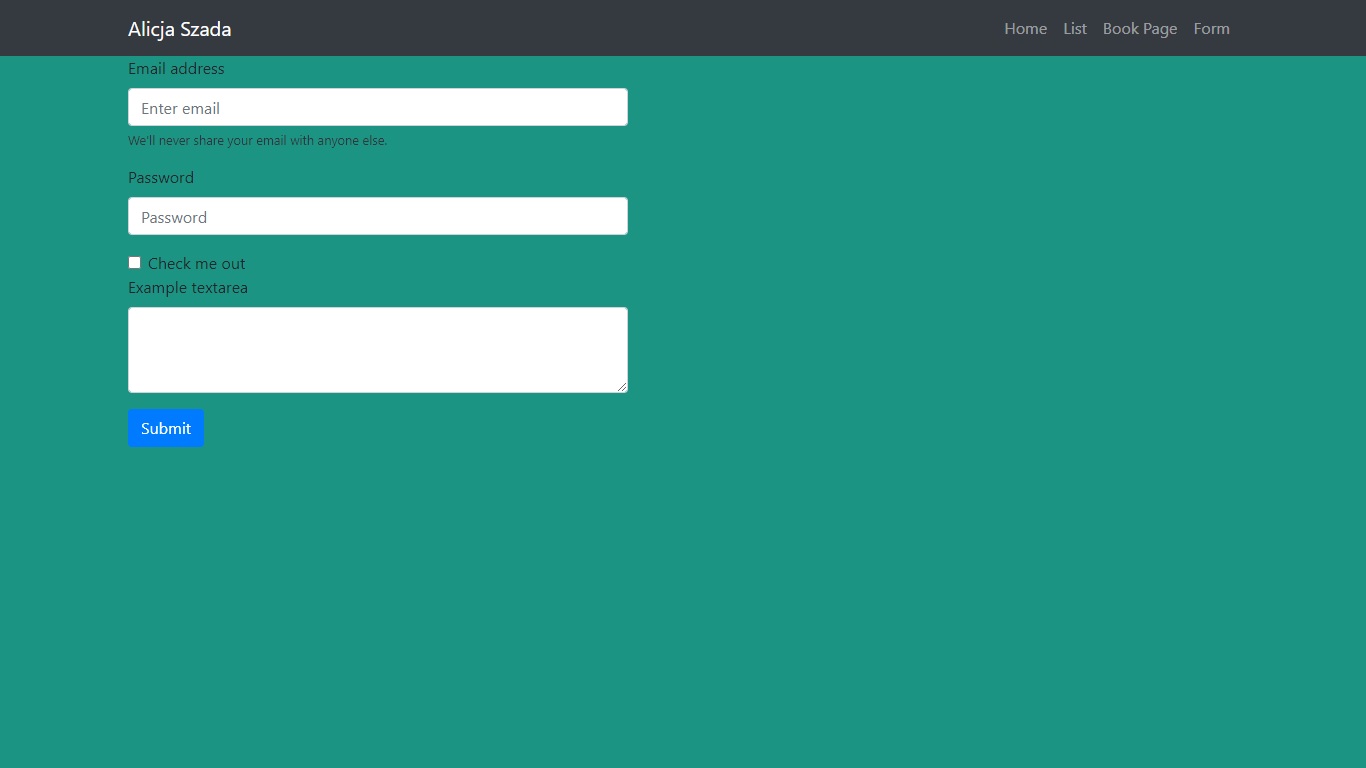 Alicja Szada
Home List Book Page Form
Email address
Enter email
We'll never share your email with anyone else.
Password
Password
Check me out
Example textarea
Submit